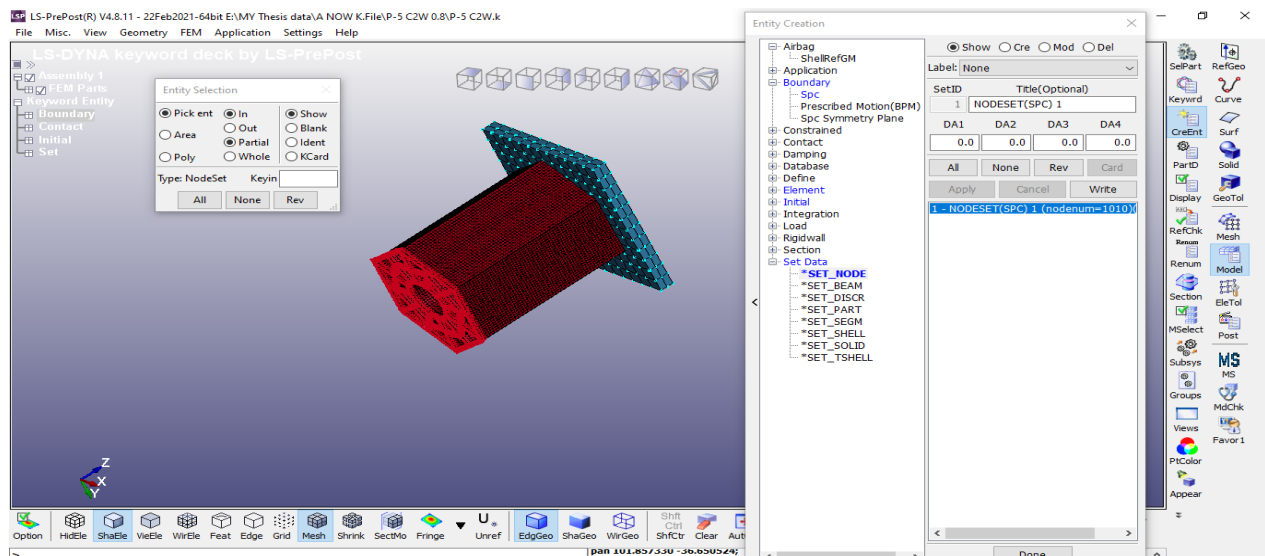 LS-PrePost(R) V4.8.11 - 22Feb2021-64bit E:\MY Thesis data\A NOW K.File\P-5 C2W 0.8\P-5 C2W.k
File Misc. View Geometry FEM Application Settings Help
LS-DYNA keyword deck by LS-PrePost
Assembly 1
FEM Parts
Keyword Entity
Boundary
Contact
Initial
Set
Entity Selection
Pick ent In Show
Area Out Blank
Partial Ident
Poly Whole KCard
Type: NodeSet Keyin
All None Rev
Z
X
Y
Entity Creation
Airbag
ShellRefGM
Application
Boundary
Spc
Prescribed Motion(BPM)
Spc Symmetry Plane
Constrained
Contact
Damping
Database
Define
Element
Initial
Integration
Load
Rigidwall
Section
Set Data
*SET_NODE
*SET_BEAM
*SET_DISCR
*SET_PART
*SET_SEGM
*SET_SHELL
*SET_SOLID
*SET_TSHELL
Show Cre Mod Del
Label: None
SetID Title(Optional)
1 NODESET(SPC) 1
DA1 DA2 DA3 DA4
0.0 0.0 0.0 0.0
All None Rev Card
Apply Cancel Write
1 - NODESET(SPC) 1 (nodenum=1010)(
Done
SelPart RefGeo
Keywrd Curve
CreEnt Surf
PartD Solid
Display GeoTol
RefChk Mesh
Renum
Renum Model
Section EleTol
MSelect Post
Subsys MS
MS
Groups MdChk
Views Favor1
PtColor
Appear
Option HidEle ShaEle VieEle WirEle Feat Edge Grid Mesh Shrink SectMo Fringe Unref EdgGeo ShaGeo WirGeo ShfCtr Clear Aut
U
Shft
Ctrl
>
pan 101.857330 -36.650524;